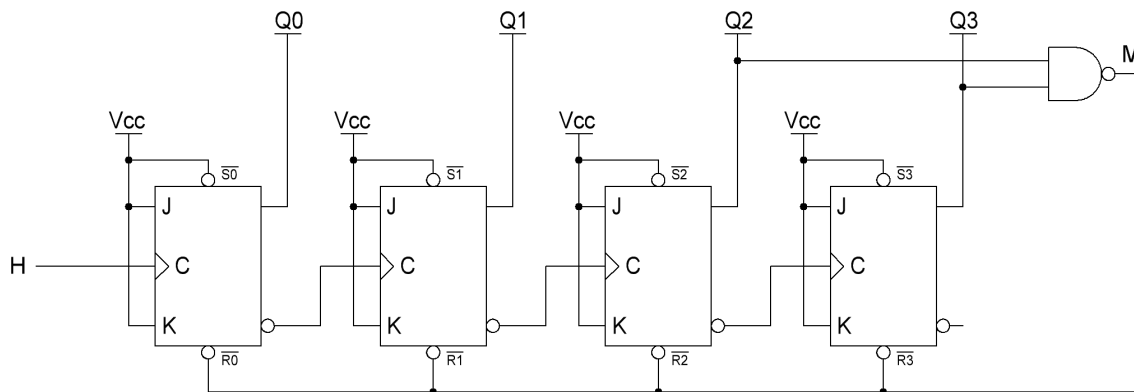 Q0 Q1 Q2 Q3
M
Vcc Vcc Vcc Vcc
S0 S1 S2 S3
J J J J
H C C C C
K K K K
R0 R1 R2 R3